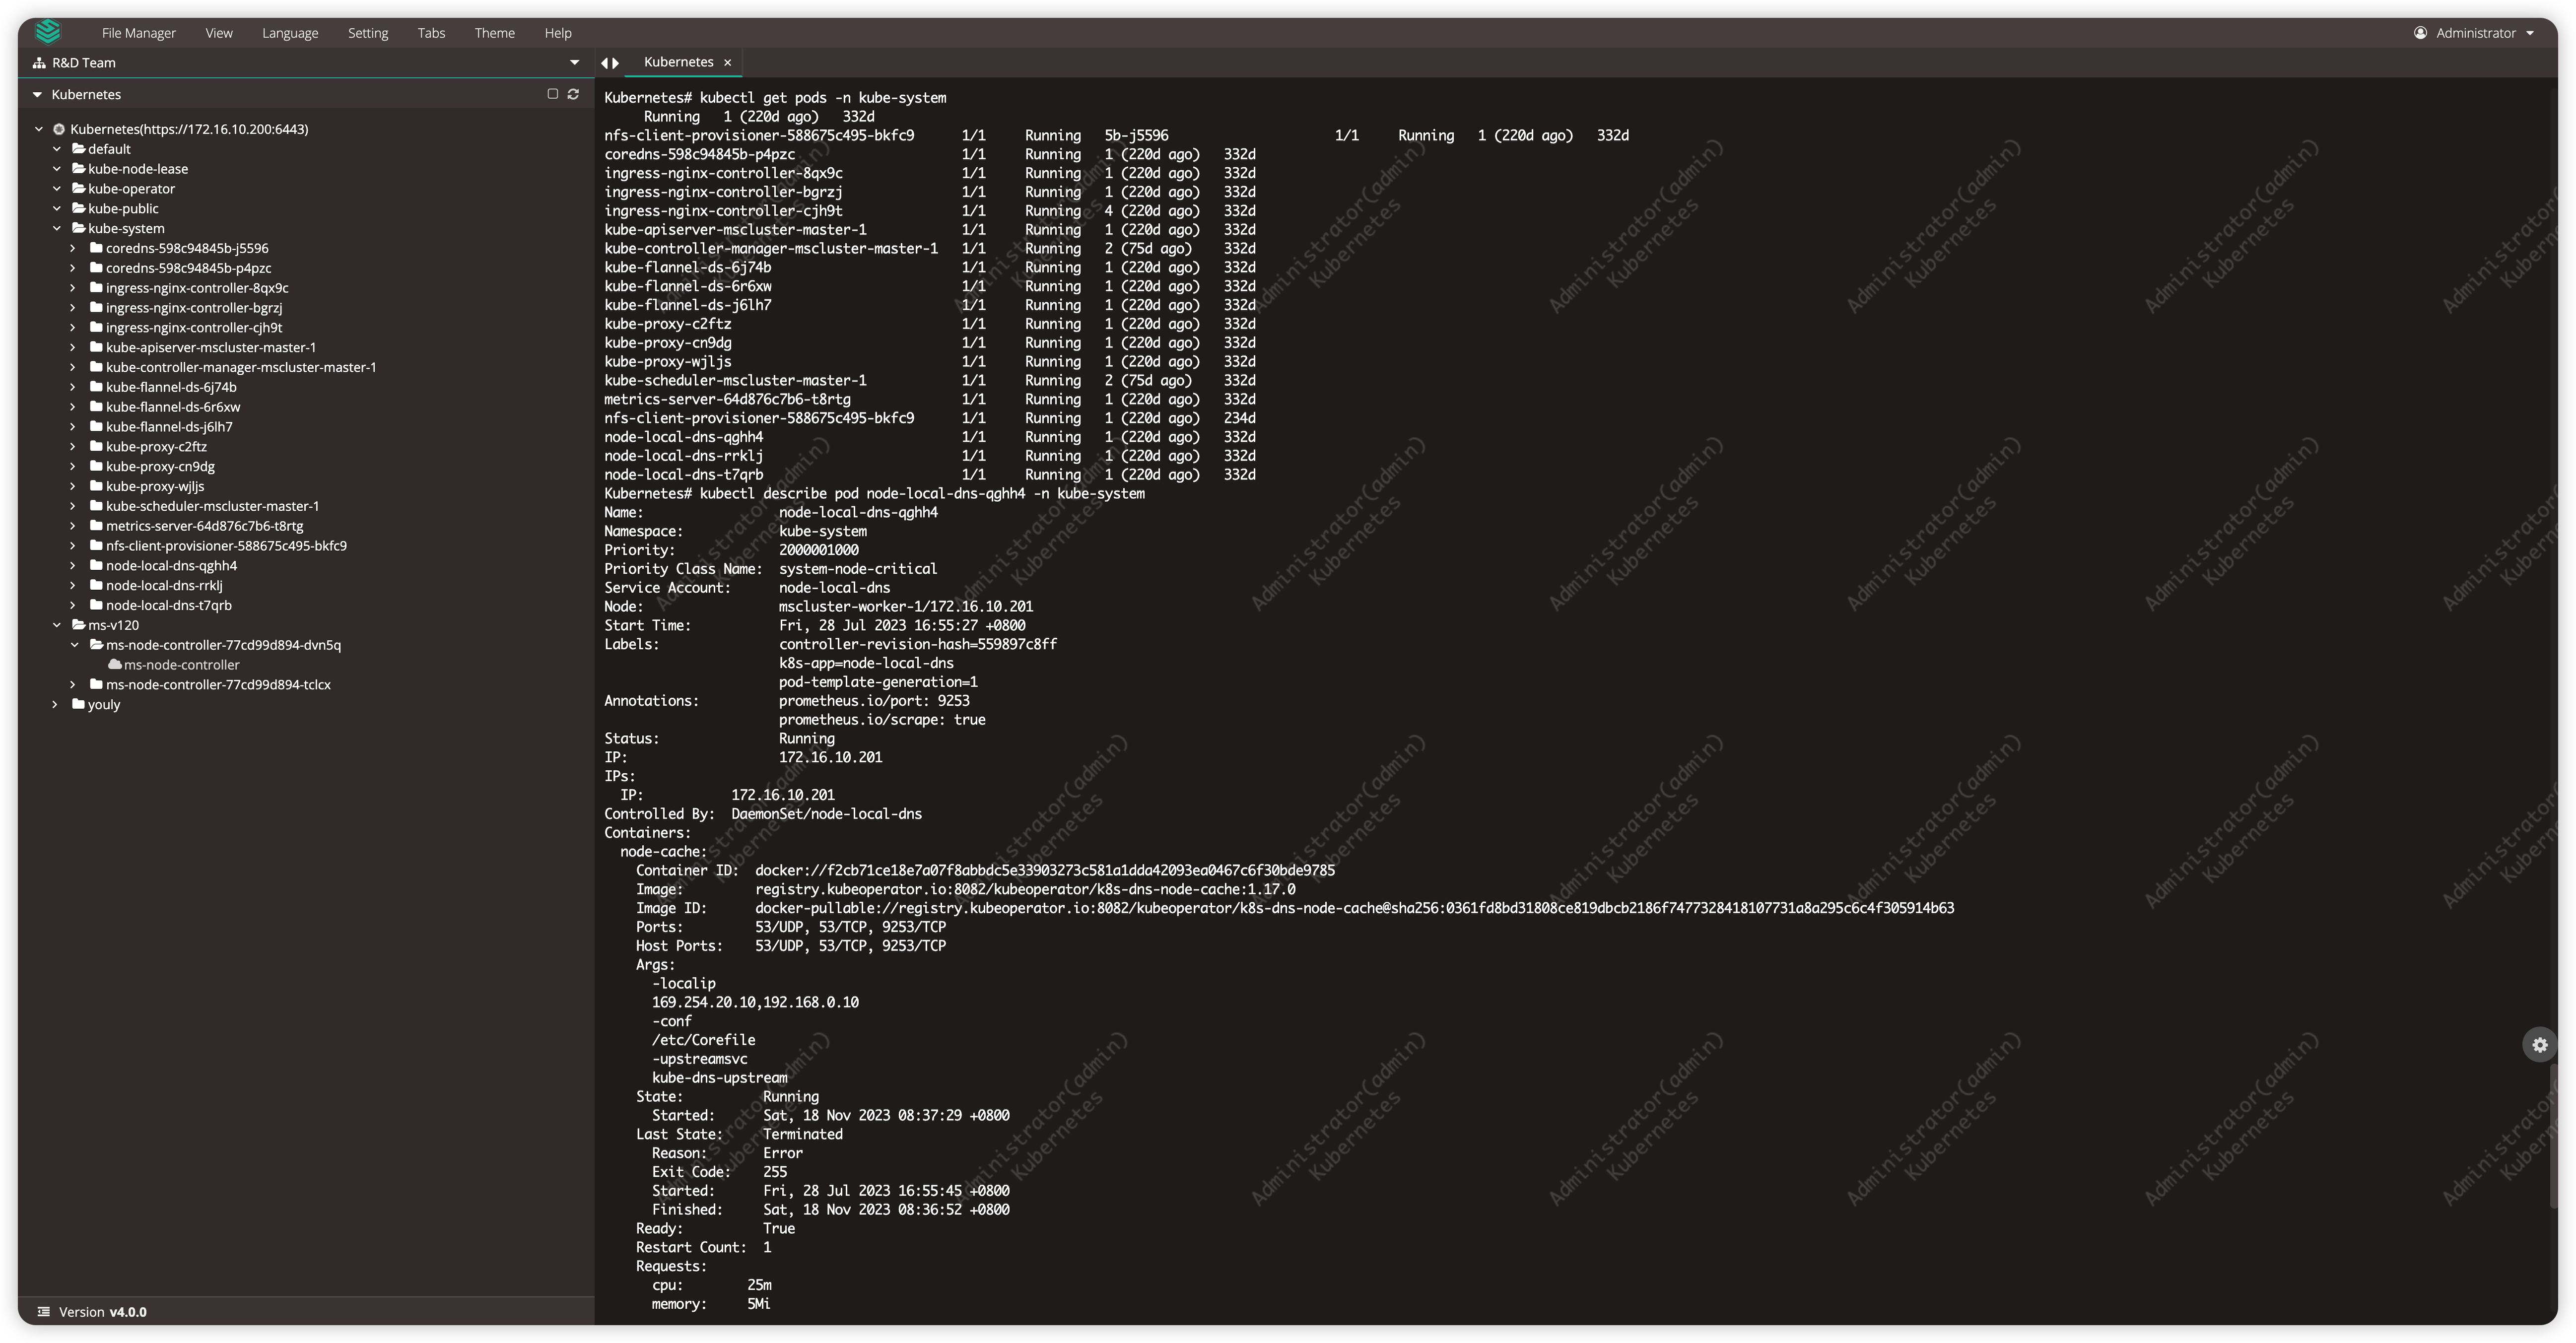 File Manager View Language Setting Tabs Theme Help Administrator
R&D Team
Kubernetes
Kubernetes(https://172.16.10.200:6443)
default
kube-node-lease
kube-operator
kube-public
kube-system
coredns-598c94845b-j5596
coredns-598c94845b-p4pzc
ingress-nginx-controller-8qx9c
ingress-nginx-controller-bgrzj
ingress-nginx-controller-cjh9t
kube-apiserver-mscluster-master-1
kube-controller-manager-mscluster-master-1
kube-flannel-ds-6j74b
kube-flannel-ds-6r6xw
kube-flannel-ds-j6lh7
kube-proxy-c2ftz
kube-proxy-cn9dg
kube-proxy-wjljs
kube-scheduler-mscluster-master-1
metrics-server-64d876c7b6-t8rtg
nfs-client-provisioner-588675c495-bkfc9
node-local-dns-qghh4
node-local-dns-rrklj
node-local-dns-t7qrb
ms-v120
ms-node-controller-77cd99d894-dvn5q
ms-node-controller
ms-node-controller-77cd99d894-tclcx
youly
Version v4.0.0
Kubernetes ×
Kubernetes# kubectl get pods -n kube-system
Running 1 (220d ago) 332d
nfs-client-provisioner-588675c495-bkfc9 1/1 Running 5b-j5596 1/1 Running 1 (220d ago) 332d
coredns-598c94845b-p4pzc 1/1 Running 1 (220d ago) 332d
ingress-nginx-controller-8qx9c 1/1 Running 1 (220d ago) 332d
ingress-nginx-controller-bgrzj 1/1 Running 1 (220d ago) 332d
ingress-nginx-controller-cjh9t 1/1 Running 4 (220d ago) 332d
kube-apiserver-mscluster-master-1 1/1 Running 1 (220d ago) 332d
kube-controller-manager-mscluster-master-1 1/1 Running 2 (75d ago) 332d
kube-flannel-ds-6j74b 1/1 Running 1 (220d ago) 332d
kube-flannel-ds-6r6xw 1/1 Running 1 (220d ago) 332d
kube-flannel-ds-j6lh7 1/1 Running 1 (220d ago) 332d
kube-proxy-c2ftz 1/1 Running 1 (220d ago) 332d
kube-proxy-cn9dg 1/1 Running 1 (220d ago) 332d
kube-proxy-wjljs 1/1 Running 1 (220d ago) 332d
kube-scheduler-mscluster-master-1 1/1 Running 2 (75d ago) 332d
metrics-server-64d876c7b6-t8rtg 1/1 Running 1 (220d ago) 332d
nfs-client-provisioner-588675c495-bkfc9 1/1 Running 1 (220d ago) 234d
node-local-dns-qghh4 1/1 Running 1 (220d ago) 332d
node-local-dns-rrklj 1/1 Running 1 (220d ago) 332d
node-local-dns-t7qrb 1/1 Running 1 (220d ago) 332d
Kubernetes# kubectl describe pod node-local-dns-qghh4 -n kube-system
Name: node-local-dns-qghh4
Namespace: kube-system
Priority: 2000001000
Priority Class Name: system-node-critical
Service Account: node-local-dns
Node: mscluster-worker-1/172.16.10.201
Start Time: Fri, 28 Jul 2023 16:55:27 +0800
Labels: controller-revision-hash=559897c8ff
k8s-app=node-local-dns
pod-template-generation=1
Annotations: prometheus.io/port: 9253
prometheus.io/scrape: true
Status: Running
IP: 172.16.10.201
IPs:
IP: 172.16.10.201
Controlled By: DaemonSet/node-local-dns
Containers:
node-cache:
Container ID: docker://f2cb71ce18e7a07f8abbdc5e33903273c581a1dda42093ea0467c6f30bde9785
Image: registry.kubeoperator.io:8082/kubeoperator/k8s-dns-node-cache:1.17.0
Image ID: docker-pullable://registry.kubeoperator.io:8082/kubeoperator/k8s-dns-node-cache@sha256:0361fd8bd31808ce819dbcb2186f7477328418107731a8a295c6c4f305914b63
Ports: 53/UDP, 53/TCP, 9253/TCP
Host Ports: 53/UDP, 53/TCP, 9253/TCP
Args:
-localip
169.254.20.10,192.168.0.10
-conf
/etc/Corefile
-upstreamsvc
kube-dns-upstream
State: Running
Started: Sat, 18 Nov 2023 08:37:29 +0800
Last State: Terminated
Reason: Error
Exit Code: 255
Started: Fri, 28 Jul 2023 16:55:45 +0800
Finished: Sat, 18 Nov 2023 08:36:52 +0800
Ready: True
Restart Count: 1
Requests:
cpu: 25m
memory: 5Mi
Administrator(admin)
Kubernetes